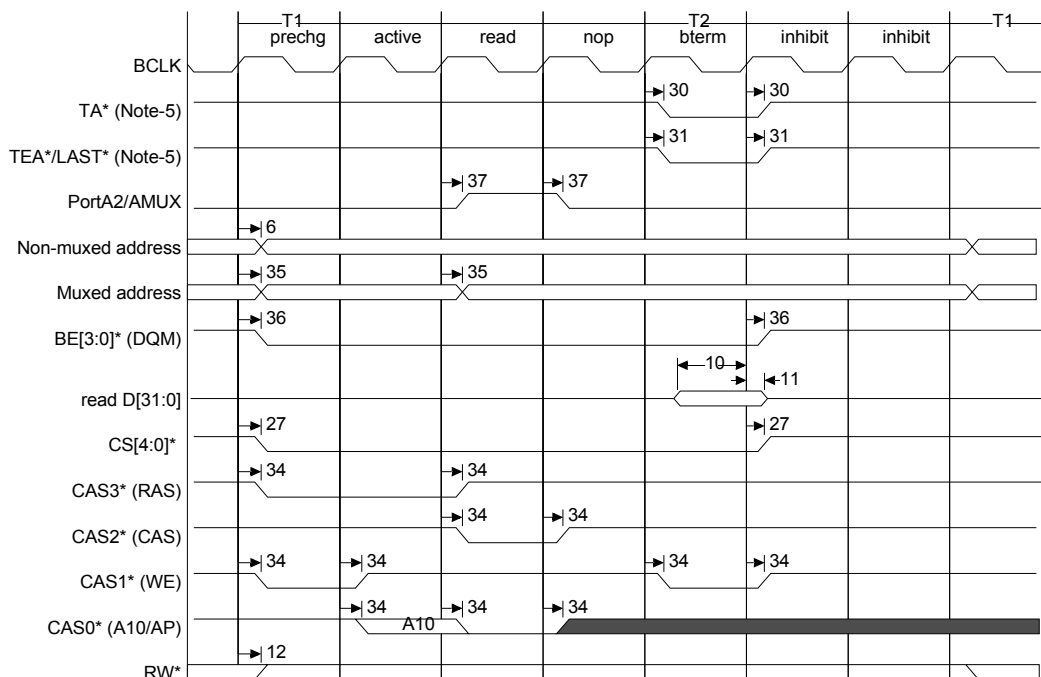 T1 T2 T1
prechg active read nop bterm inhibit inhibit
BCLK
30 30
TA* (Note-5)
31 31
TEA*/LAST* (Note-5)
37 37
PortA2/AMUX
6
Non-muxed address
35 35
Muxed address
36 36
BE[3:0]* (DQM)
10
11
read D[31:0]
27 27
CS[4:0]*
34 34
CAS3* (RAS)
34 34
CAS2* (CAS)
34 34 34 34
CAS1* (WE)
34 34 34
CAS0* (A10/AP) A10
12
RW*